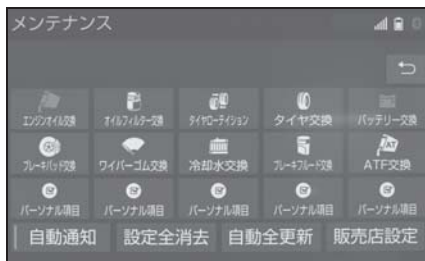 メンテナンス
エンジンオイル交換 オイルフィルター交換 タイヤローテイション タイヤ交換 バッテリー交換
ブレーキパッド交換 ワイパーゴム交換 冷却水交換 ブレーキフルード交換 ATF交換
パーソナル項目 パーソナル項目 パーソナル項目 パーソナル項目 パーソナル項目
自動通知 設定全消去 自動全更新 販売店設定